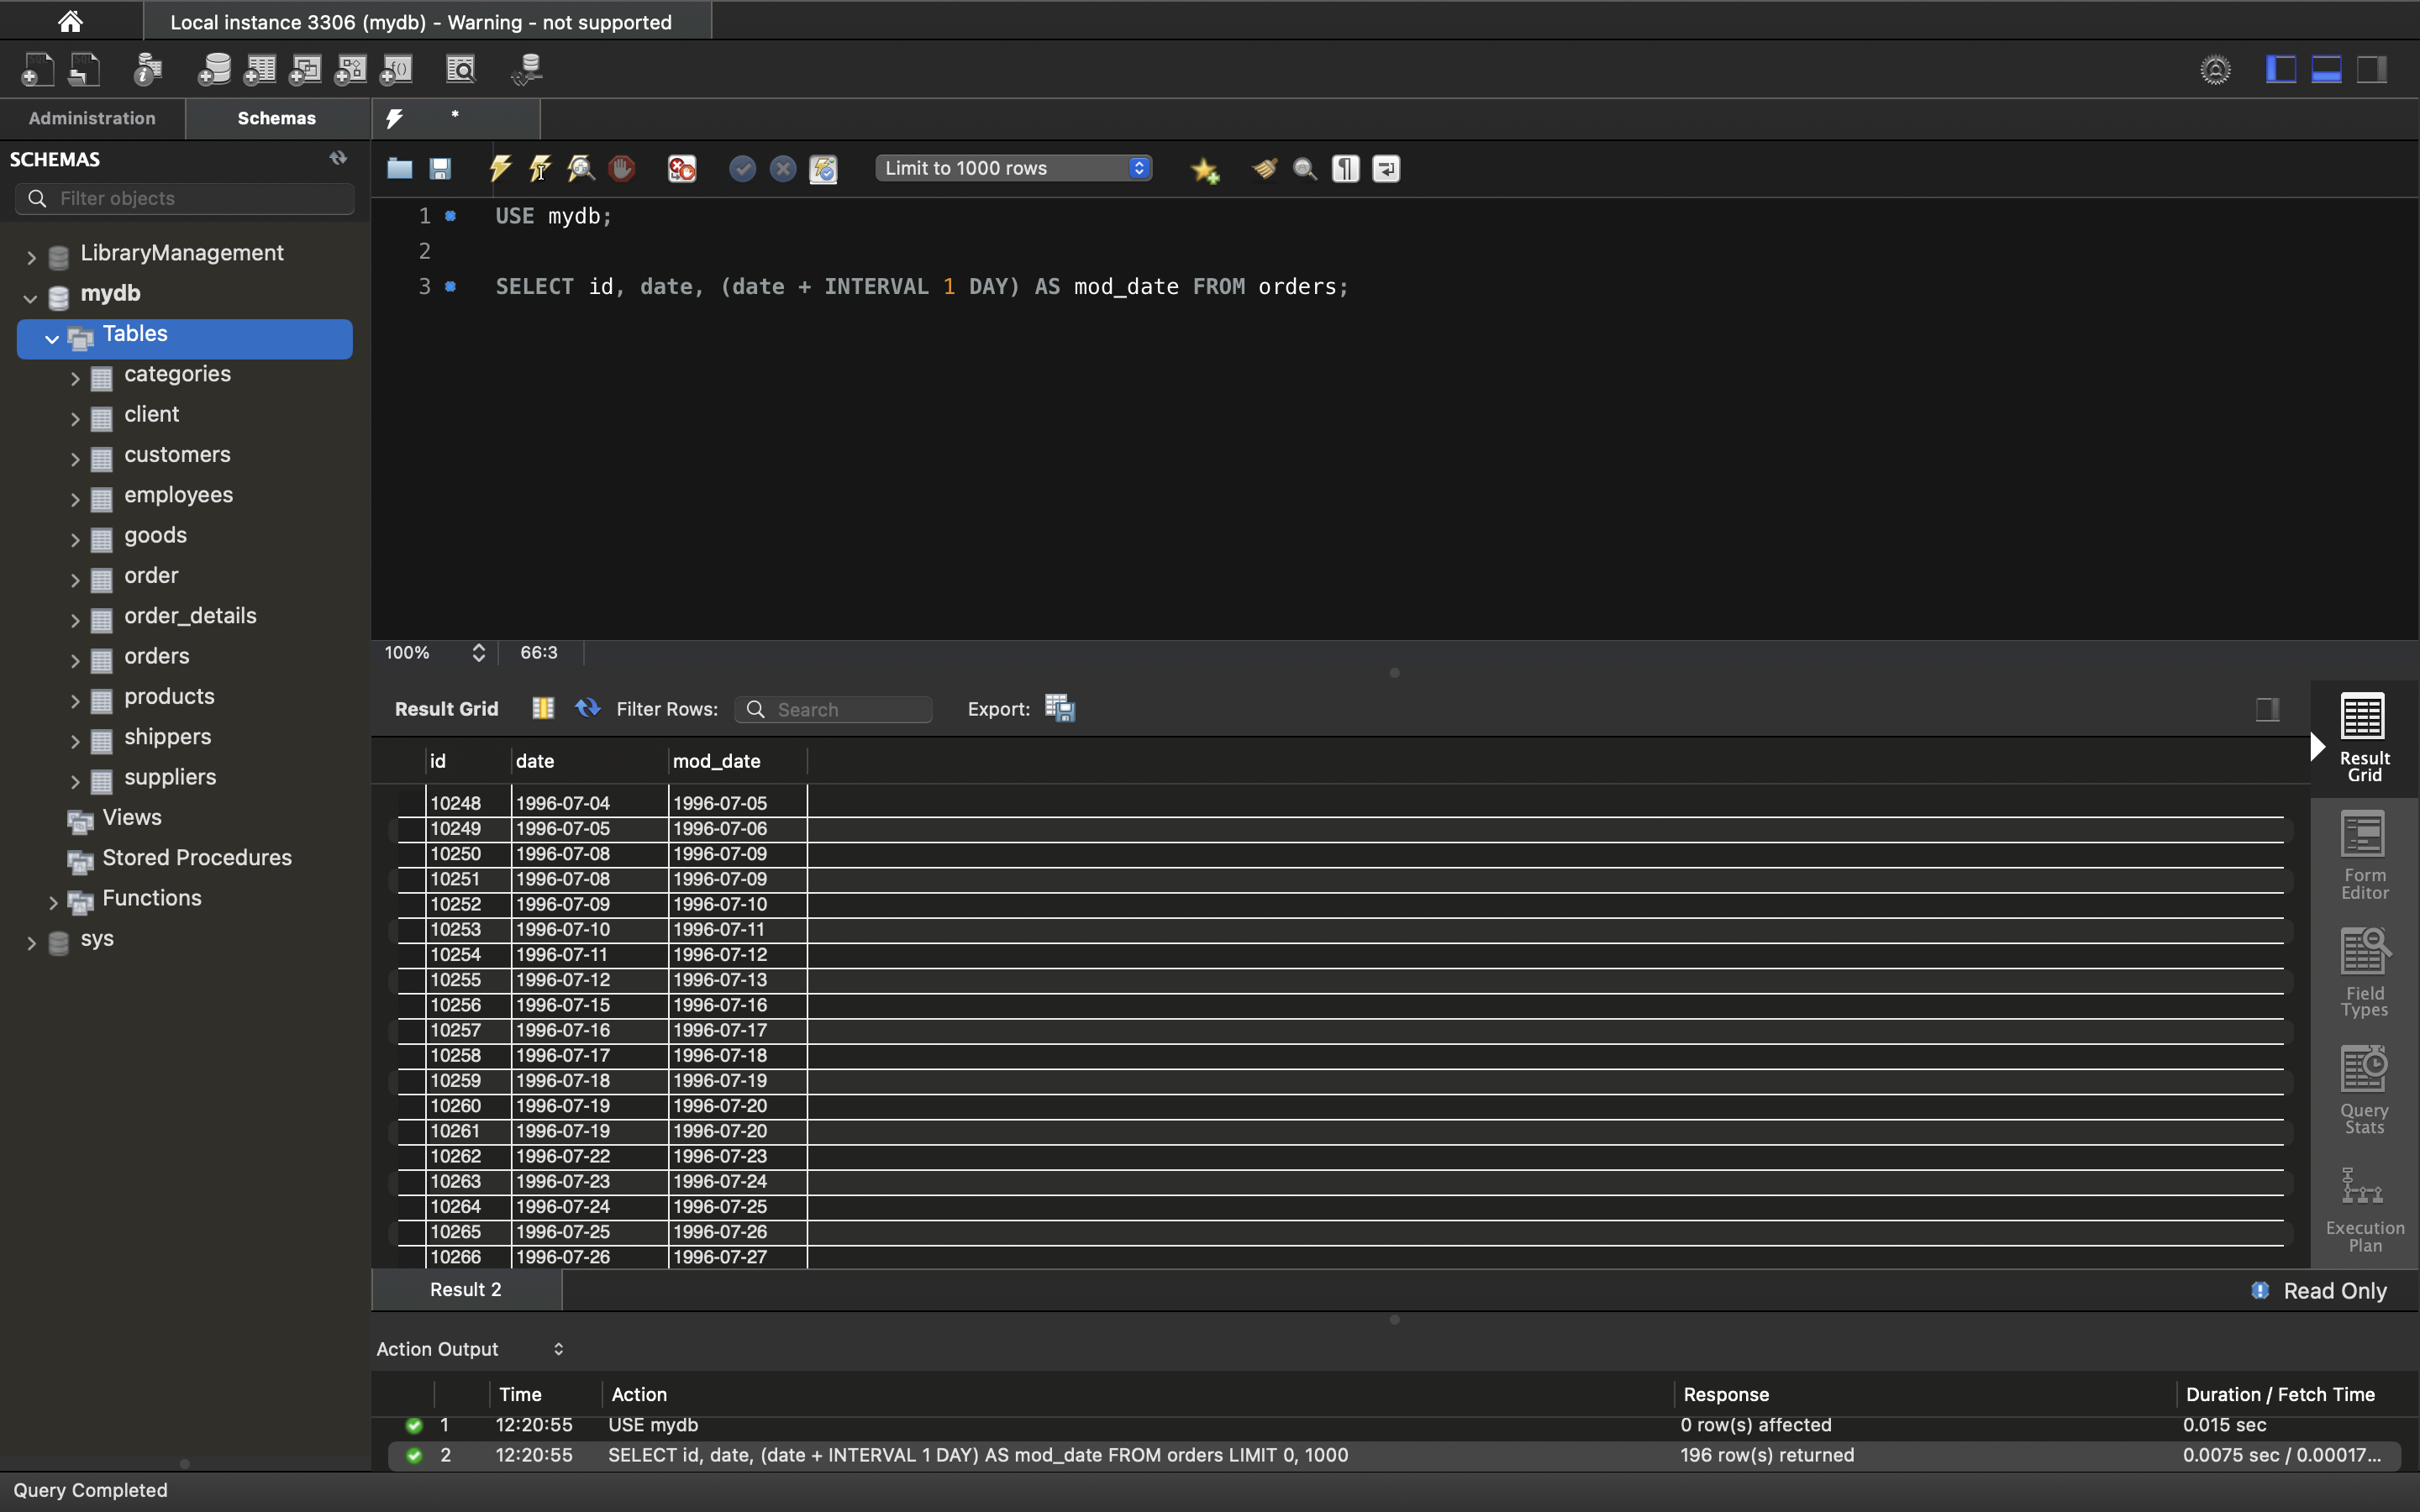 Local instance 3306 (mydb) - Warning - not supported
Administration
Schemas
*
SCHEMAS
Filter objects
LibraryManagement
mydb
Tables
categories
client
customers
employees
goods
order
order_details
orders
products
shippers
suppliers
Views
Stored Procedures
Functions
sys
Limit to 1000 rows
1 USE mydb;
2
3 SELECT id, date, (date + INTERVAL 1 DAY) AS mod_date FROM orders;
100% 66:3
Result Grid Filter Rows: Search Export:
id date mod_date
10248 1996-07-04 1996-07-05
10249 1996-07-05 1996-07-06
10250 1996-07-08 1996-07-09
10251 1996-07-08 1996-07-09
10252 1996-07-09 1996-07-10
10253 1996-07-10 1996-07-11
10254 1996-07-11 1996-07-12
10255 1996-07-12 1996-07-13
10256 1996-07-15 1996-07-16
10257 1996-07-16 1996-07-17
10258 1996-07-17 1996-07-18
10259 1996-07-18 1996-07-19
10260 1996-07-19 1996-07-20
10261 1996-07-19 1996-07-20
10262 1996-07-22 1996-07-23
10263 1996-07-23 1996-07-24
10264 1996-07-24 1996-07-25
10265 1996-07-25 1996-07-26
10266 1996-07-26 1996-07-27
Result
Grid
Form
Editor
Field
Types
Query
Stats
Execution
Plan
Result 2
Read Only
Action Output
Time Action Response Duration / Fetch Time
1 12:20:55 USE mydb 0 row(s) affected 0.015 sec
2 12:20:55 SELECT id, date, (date + INTERVAL 1 DAY) AS mod_date FROM orders LIMIT 0, 1000 196 row(s) returned 0.0075 sec / 0.00017...
Query Completed